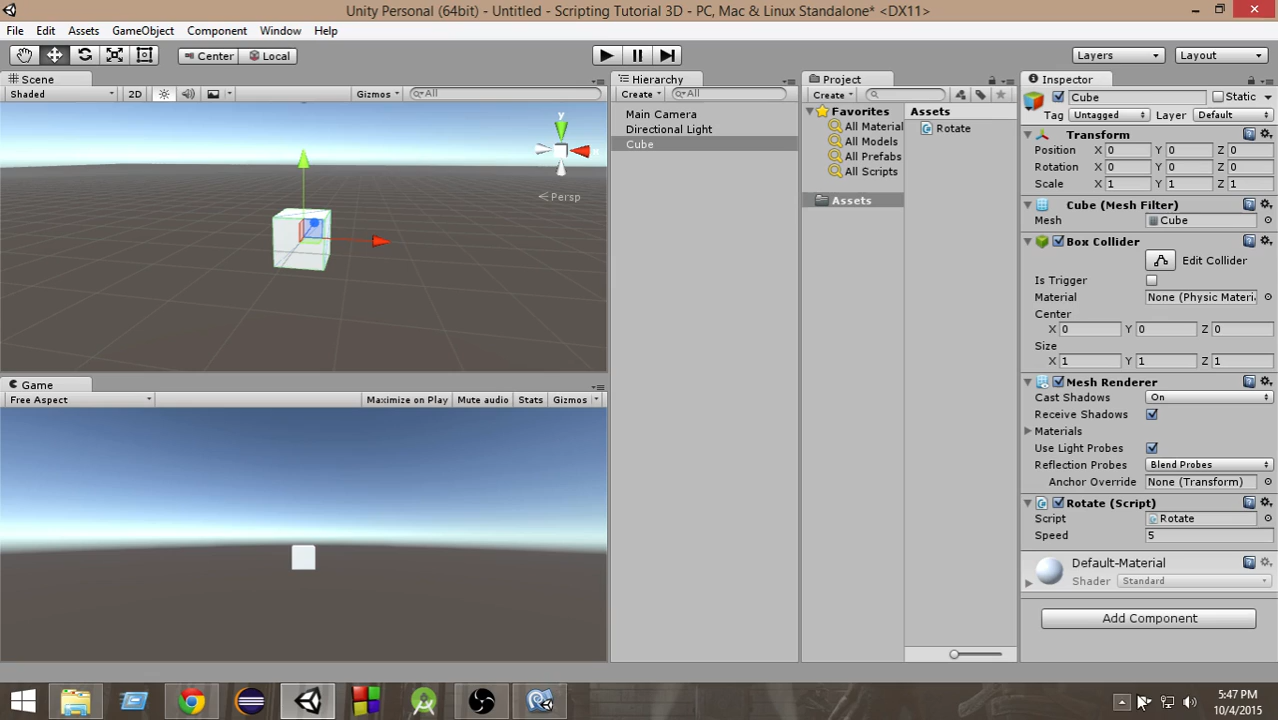 Unity Personal (64bit) - Untitled - Scripting Tutorial 3D - PC, Mac & Linux Standalone* <DX11>
File Edit Assets GameObject Component Window Help
Center Local Layers Layout
Scene
Shaded 2D Gizmos All
y
Persp
Game
Free Aspect Maximize on Play Mute audio Stats Gizmos
Hierarchy
Create All
Main Camera
Directional Light
Cube
Project
Create
Favorites
All Material
All Models
All Prefabs
All Scripts
Assets
Assets
Rotate
Inspector
Cube Static
Tag Untagged Layer Default
Transform
Position X 0 Y 0 Z 0
Rotation X 0 Y 0 Z 0
Scale X 1 Y 1 Z 1
Cube (Mesh Filter)
Mesh Cube
Box Collider
Edit Collider
Is Trigger
Material None (Physic Materi
Center
X 0 Y 0 Z 0
Size
X 1 Y 1 Z 1
Mesh Renderer
Cast Shadows On
Receive Shadows
Materials
Use Light Probes
Reflection Probes Blend Probes
Anchor Override None (Transform)
Rotate (Script)
Script Rotate
Speed 5
Default-Material
Shader Standard
Add Component
5:47 PM
10/4/2015